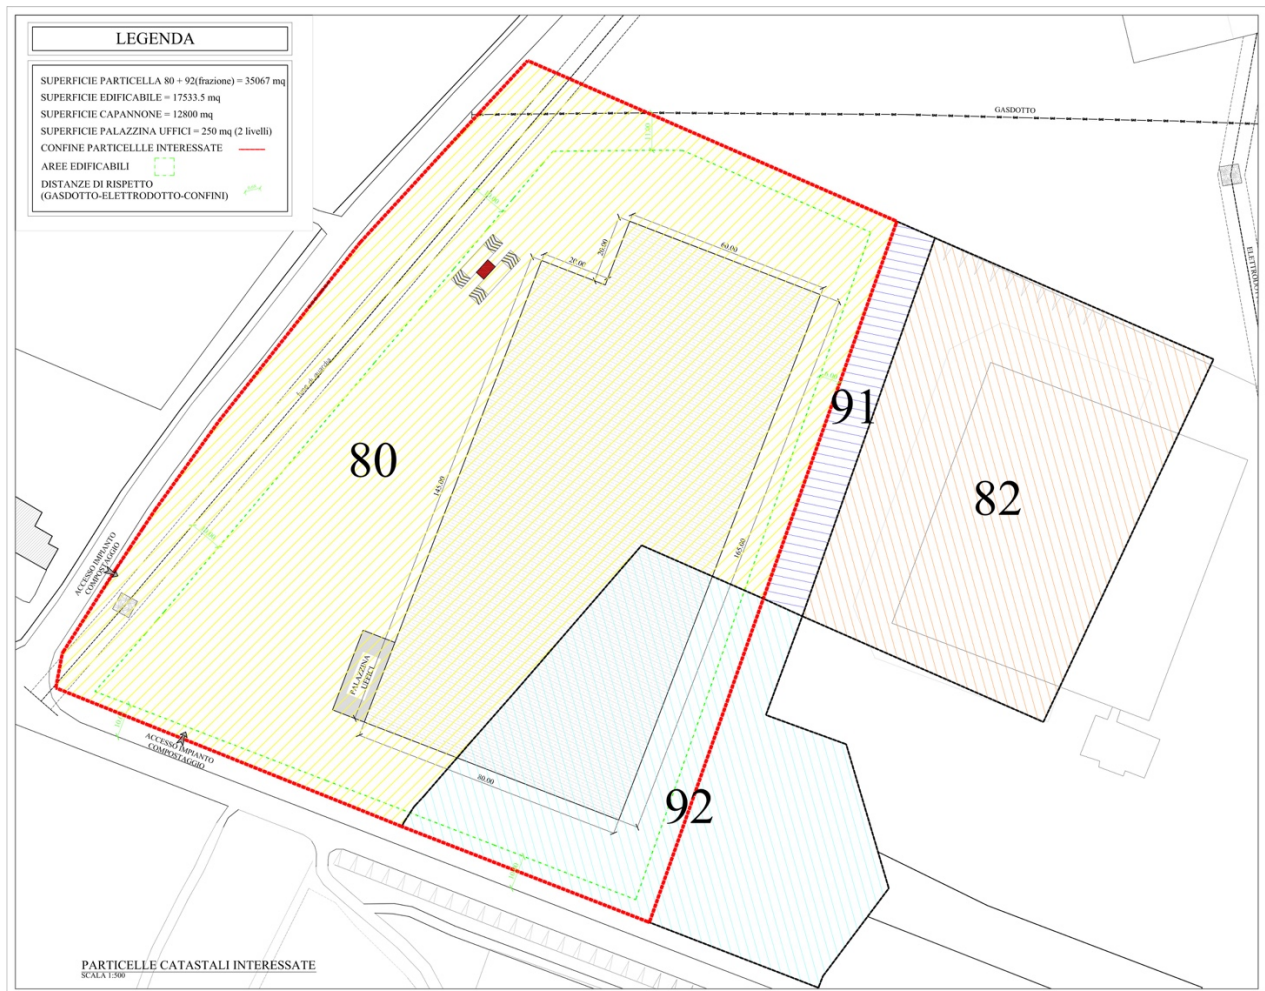 LEGENDA
SUPERFICIE PARTICELLA 80 + 92(frazione) = 35067 mq
SUPERFICIE EDIFICABILE = 17533.5 mq
SUPERFICIE CAPANNONE = 12800 mq
SUPERFICIE PALAZZINA UFFICI = 250 mq (2 livelli)
CONFINE PARTICELLLE INTERESSATE
AREE EDIFICABILI
DISTANZE DI RISPETTO
(GASDOTTO-ELETTRODOTTO-CONFINI)
GASDOTTO
ELETTRODOT
20.00
60.00
20.00
145.00
165.00
80.00
80
91
82
92
ACCESSO IMPIANTO
COMPOSTAGGIO
PALAZZINA
UFFICI
ACCESSO IMPIANTO
COMPOSTAGGIO
PARTICELLE CATASTALI INTERESSATE
SCALA 1:500